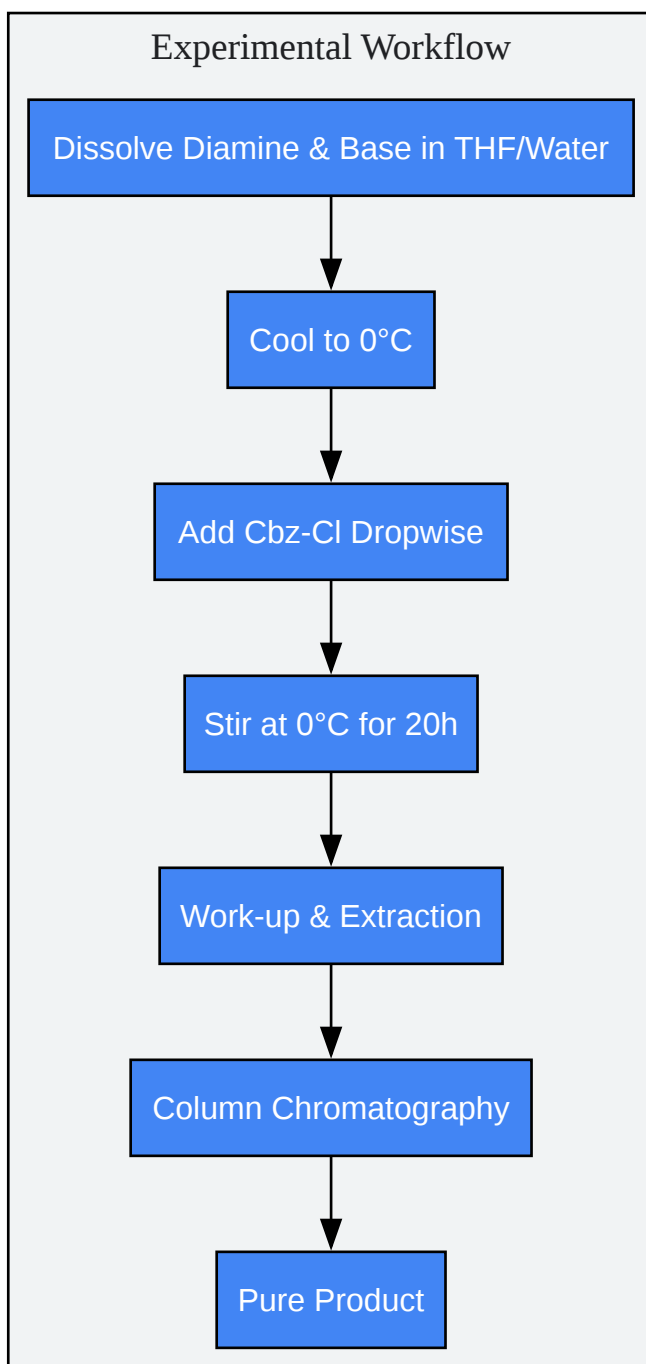 Experimental Workflow
Dissolve Diamine & Base in THF/Water
Cool to 0°C
Add Cbz-Cl Dropwise
Stir at 0°C for 20h
Work-up & Extraction
Column Chromatography
Pure Product